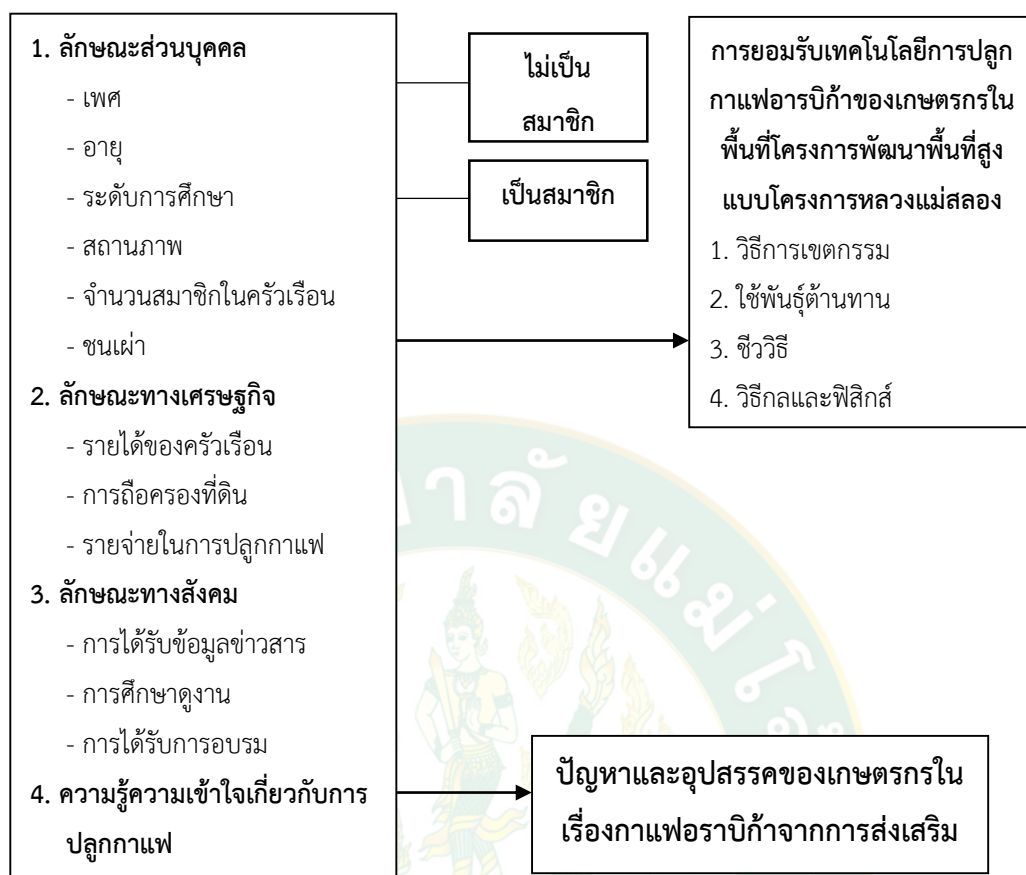 1. ลักษณะส่วนบุคคล
- เพศ
- อายุ
- ระดับการศึกษา
- สถานภาพ
- จำนวนสมาชิกในครัวเรือน
- ชนเผ่า
2. ลักษณะทางเศรษฐกิจ
- รายได้ของครัวเรือน
- การถือครองที่ดิน
- รายจ่ายในการปลูกกาแฟ
3. ลักษณะทางสังคม
- การได้รับข้อมูลข่าวสาร
- การศึกษาดูงาน
- การได้รับการอบรม
4. ความรู้ความเข้าใจเกี่ยวกับการ
ปลูกกาแฟ
ไม่เป็น
สมาชิก
เป็นสมาชิก
การยอมรับเทคโนโลยีการปลูก
กาแฟอารบิก้าของเกษตรกรใน
พื้นที่โครงการพัฒนาพื้นที่สูง
แบบโครงการหลวงแม่สลอง
1. วิธีการเขตกรรม
2. ใช้พันธุ์ต้านทาน
3. ชีววิธี
4. วิธีกลและฟิสิกส์
ปัญหาและอุปสรรคของเกษตรกรใน
เรื่องกาแฟอราบิก้าจากการส่งเสริม